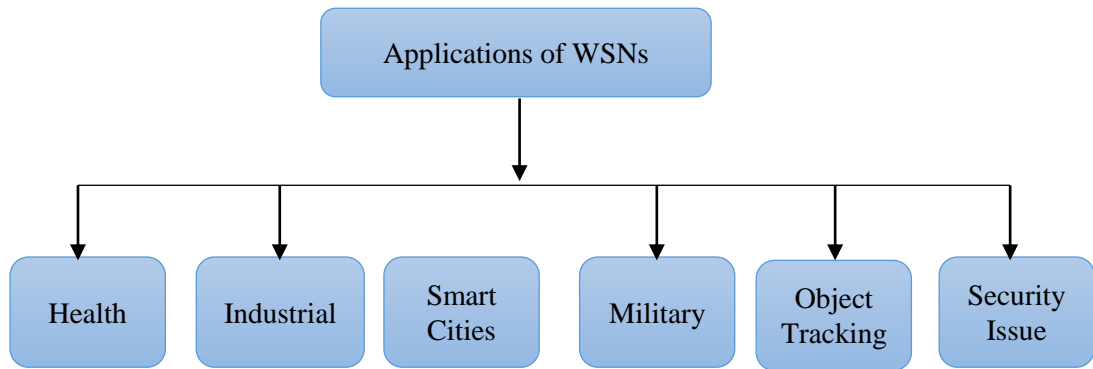 Applications of WSNs
Health
Industrial
Smart
Cities
Military
Object
Tracking
Security
Issue